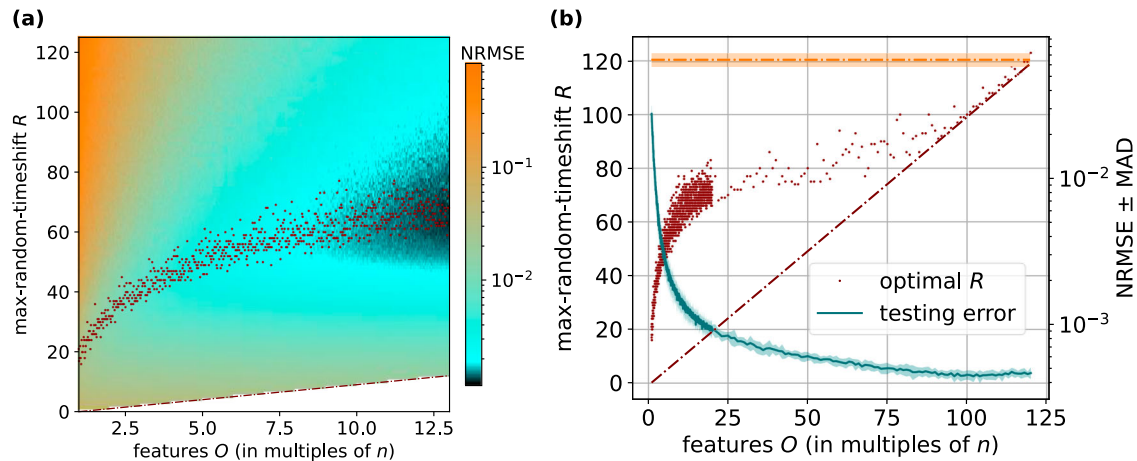 (a)
max-random-timeshift R
120
100
80
60
40
20
0
2.5
5.0
7.5
10.0
12.5
features O (in multiples of n)
NRMSE
10⁻¹
10⁻²
(b)
max-random-timeshift R
120
100
80
60
40
20
0
0
25
50
75
100
125
features O (in multiples of n)
optimal R
testing error
10⁻²
10⁻³
NRMSE ± MAD